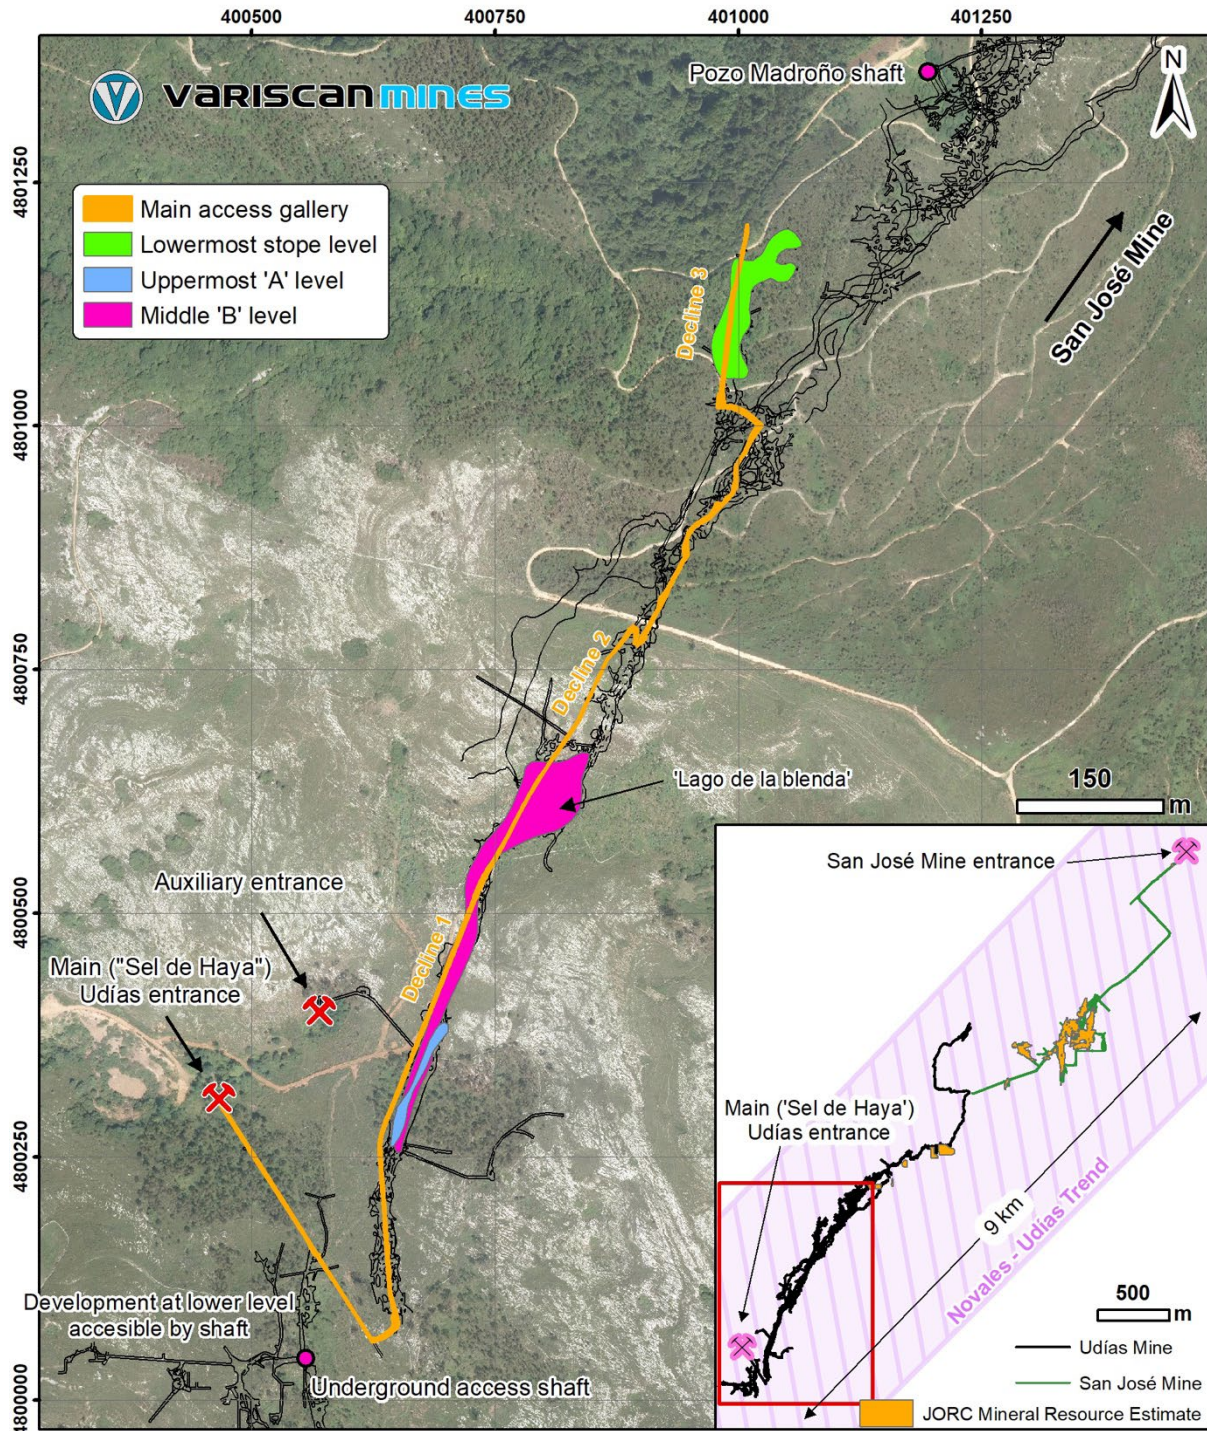 400500
400750
401000
401250
Pozo Madroño shaft
N
V VARISCAN MINES
4801250
Main access gallery
Lowermost stope level
Uppermost 'A' level
Middle 'B' level
San José Mine
Decline 3
4801000
Decline 2
4800750
'Lago de la blenda'
150
m
Auxiliary entrance
4800500
Decline 1
Main ("Sel de Haya")
Udías entrance
4800250
Development at lower level
accesible by shaft
Underground access shaft
4800000
San José Mine entrance
Main ('Sel de Haya')
Udías entrance
9 km
Novales - Udías Trend
500
m
Udías Mine
San José Mine
JORC Mineral Resource Estimate